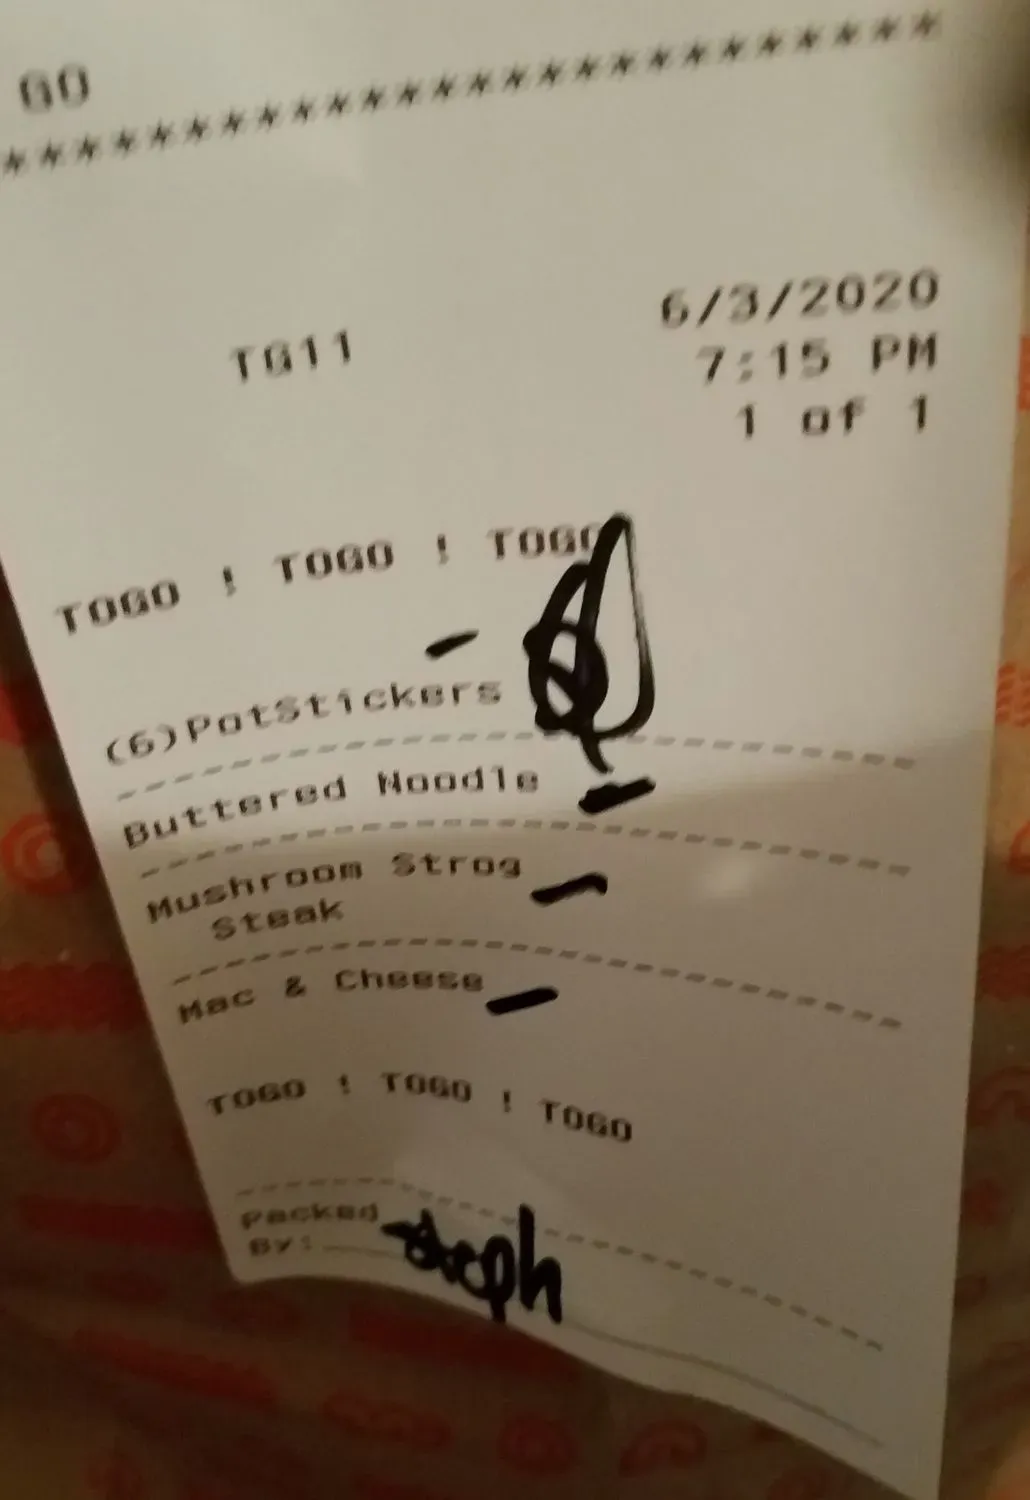 GO
**************************
6/3/2020
TG11 7:15 PM
1 of 1
TOGO ! TOGO ! TOGO
(6)PotStickers
Buttered Noodle
Mushroom Strog
Steak
Mac & Cheese
TOGO ! TOGO ! TOGO
Packed
By: steph